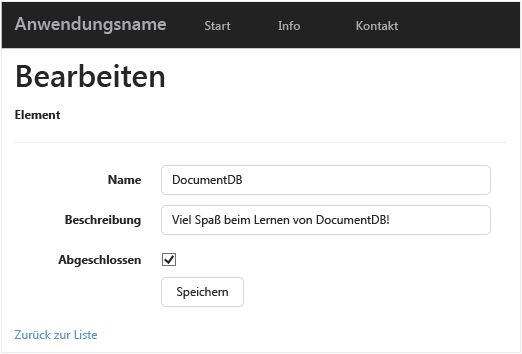 Anwendungsname Start Info Kontakt
Bearbeiten
Element
Name DocumentDB
Beschreibung Viel Spaß beim Lernen von DocumentDB!
Abgeschlossen
Speichern
Zurück zur Liste